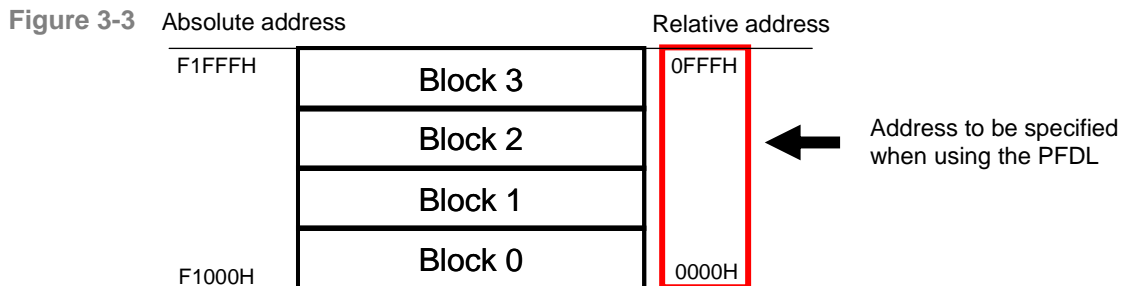 Figure 3-3 Absolute address Relative address
F1FFFH Block 3 0FFFH
Block 2
Address to be specified
when using the PFDL
Block 1
F1000H Block 0 0000H